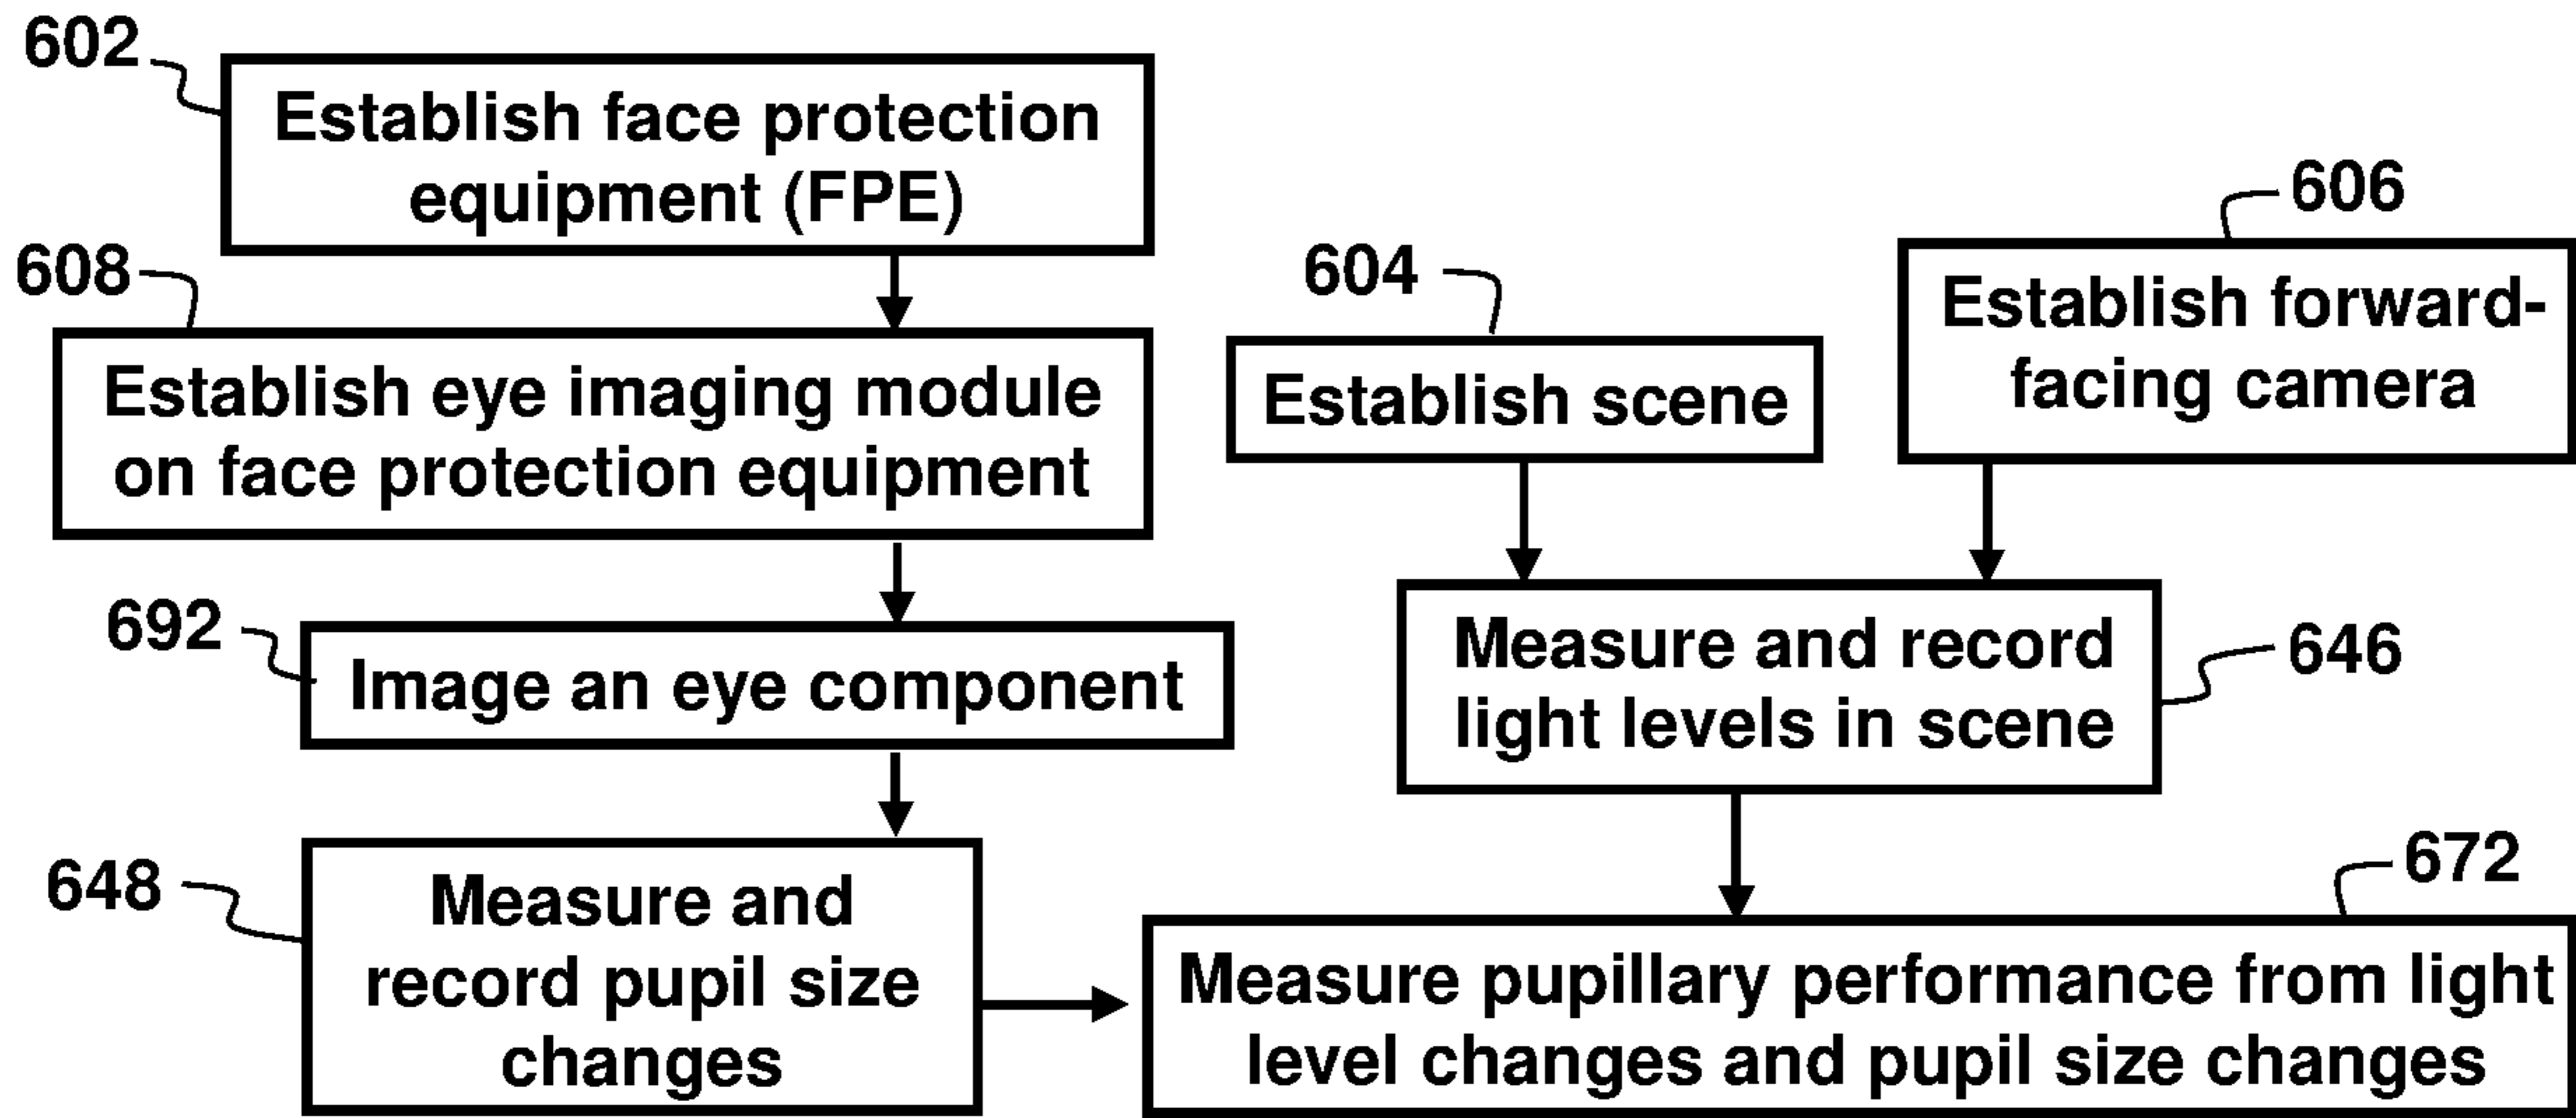 602
Establish face protection
equipment (FPE)
608
Establish eye imaging module
on face protection equipment
692
Image an eye component
648
Measure and
record pupil size
changes
604
Establish scene
606
Establish forward-
facing camera
646
Measure and record
light levels in scene
672
Measure pupillary performance from light
level changes and pupil size changes